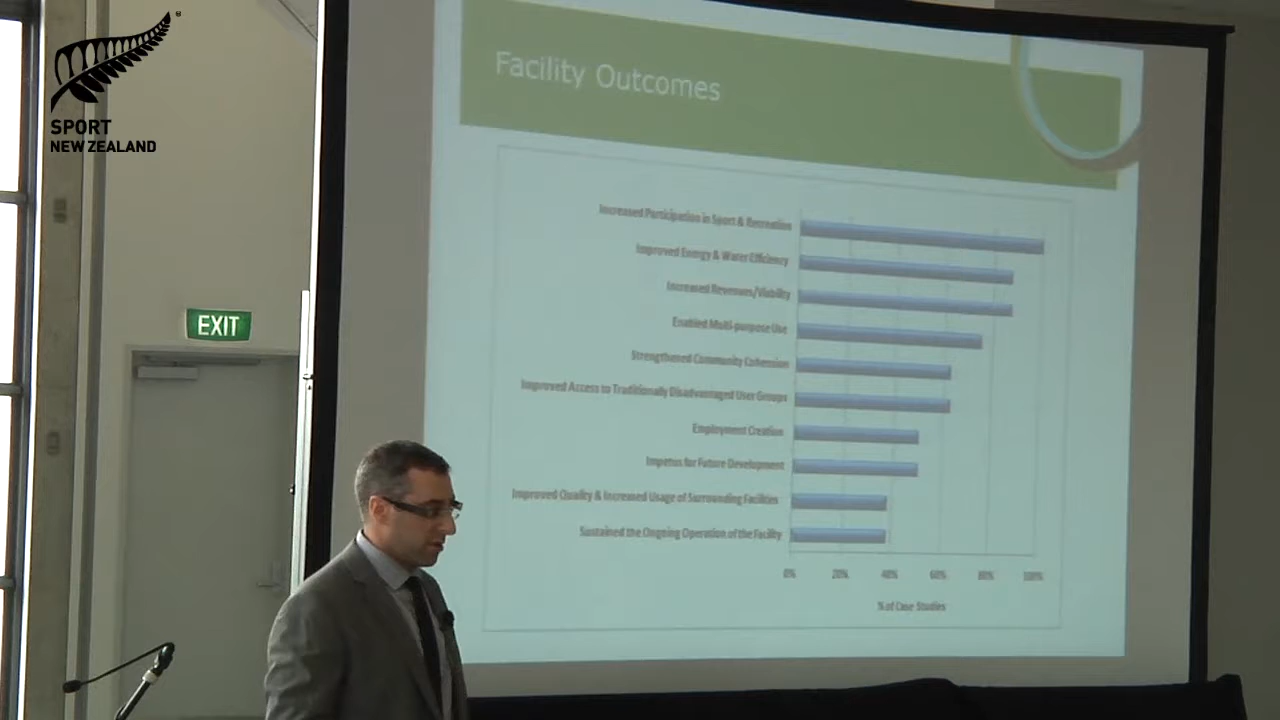 SPORT
NEW ZEALAND
EXIT
Facility Outcomes
Increased Participation in Sport & Recreation
Improved Energy & Water Efficiency
Increased Revenues/Viability
Enabled Multi-purpose Use
Strengthened Community Cohension
Improved Access to Traditionally Disadvantaged User Groups
Employment Creation
Impetus for Future Development
Improved Quality & Increased Usage of Surrounding Facilities
Sustained the Ongoing Operation of the Facility
0% 20% 40% 60% 80% 100%
% of Case Studies